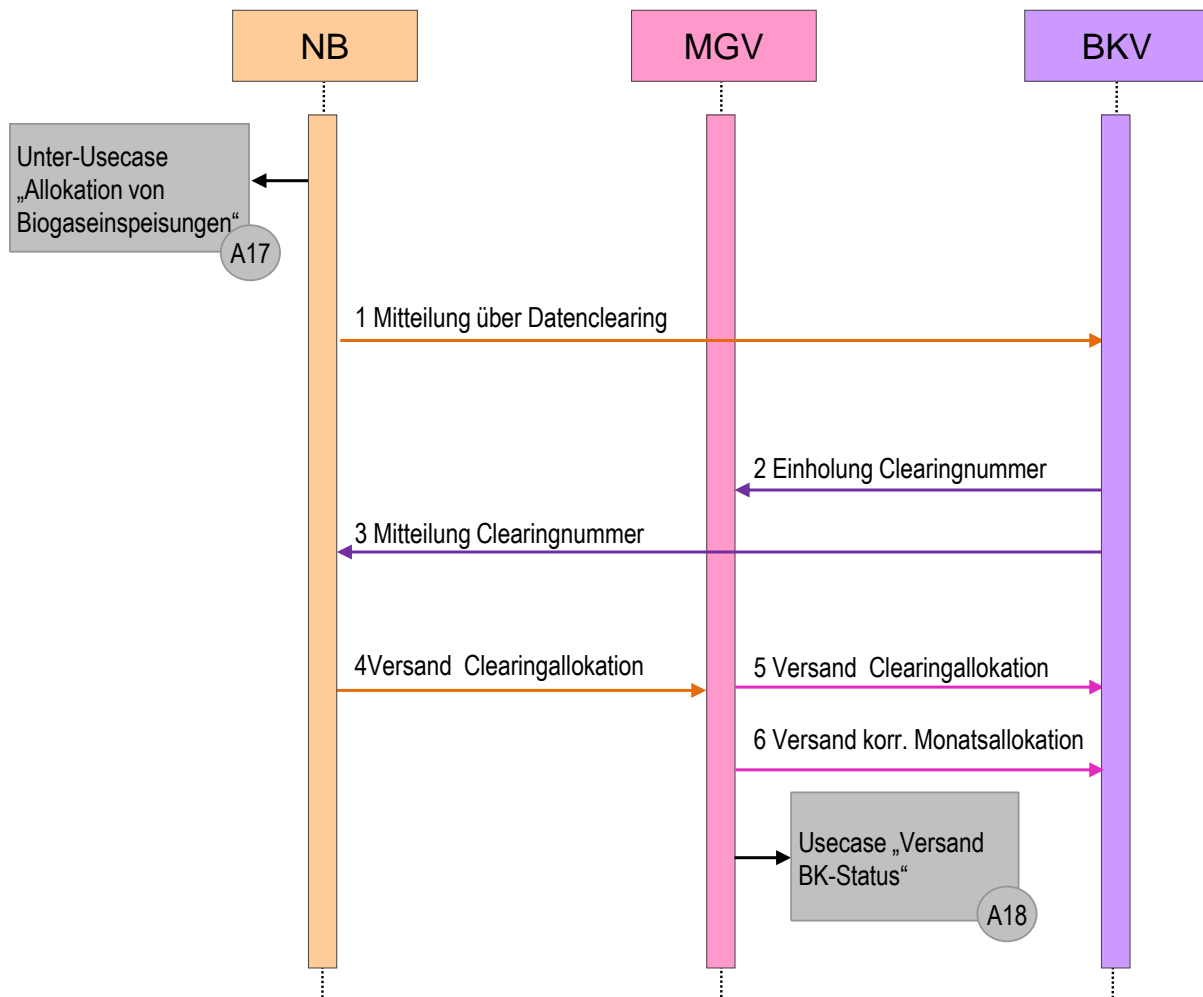 NB
MGV
BKV
Unter-Usecase
„Allokation von
Biogaseinspeisungen“
A17
1 Mitteilung über Datenclearing
2 Einholung Clearingnummer
3 Mitteilung Clearingnummer
4Versand Clearingallokation
5 Versand Clearingallokation
6 Versand korr. Monatsallokation
Usecase „Versand
BK-Status“
A18